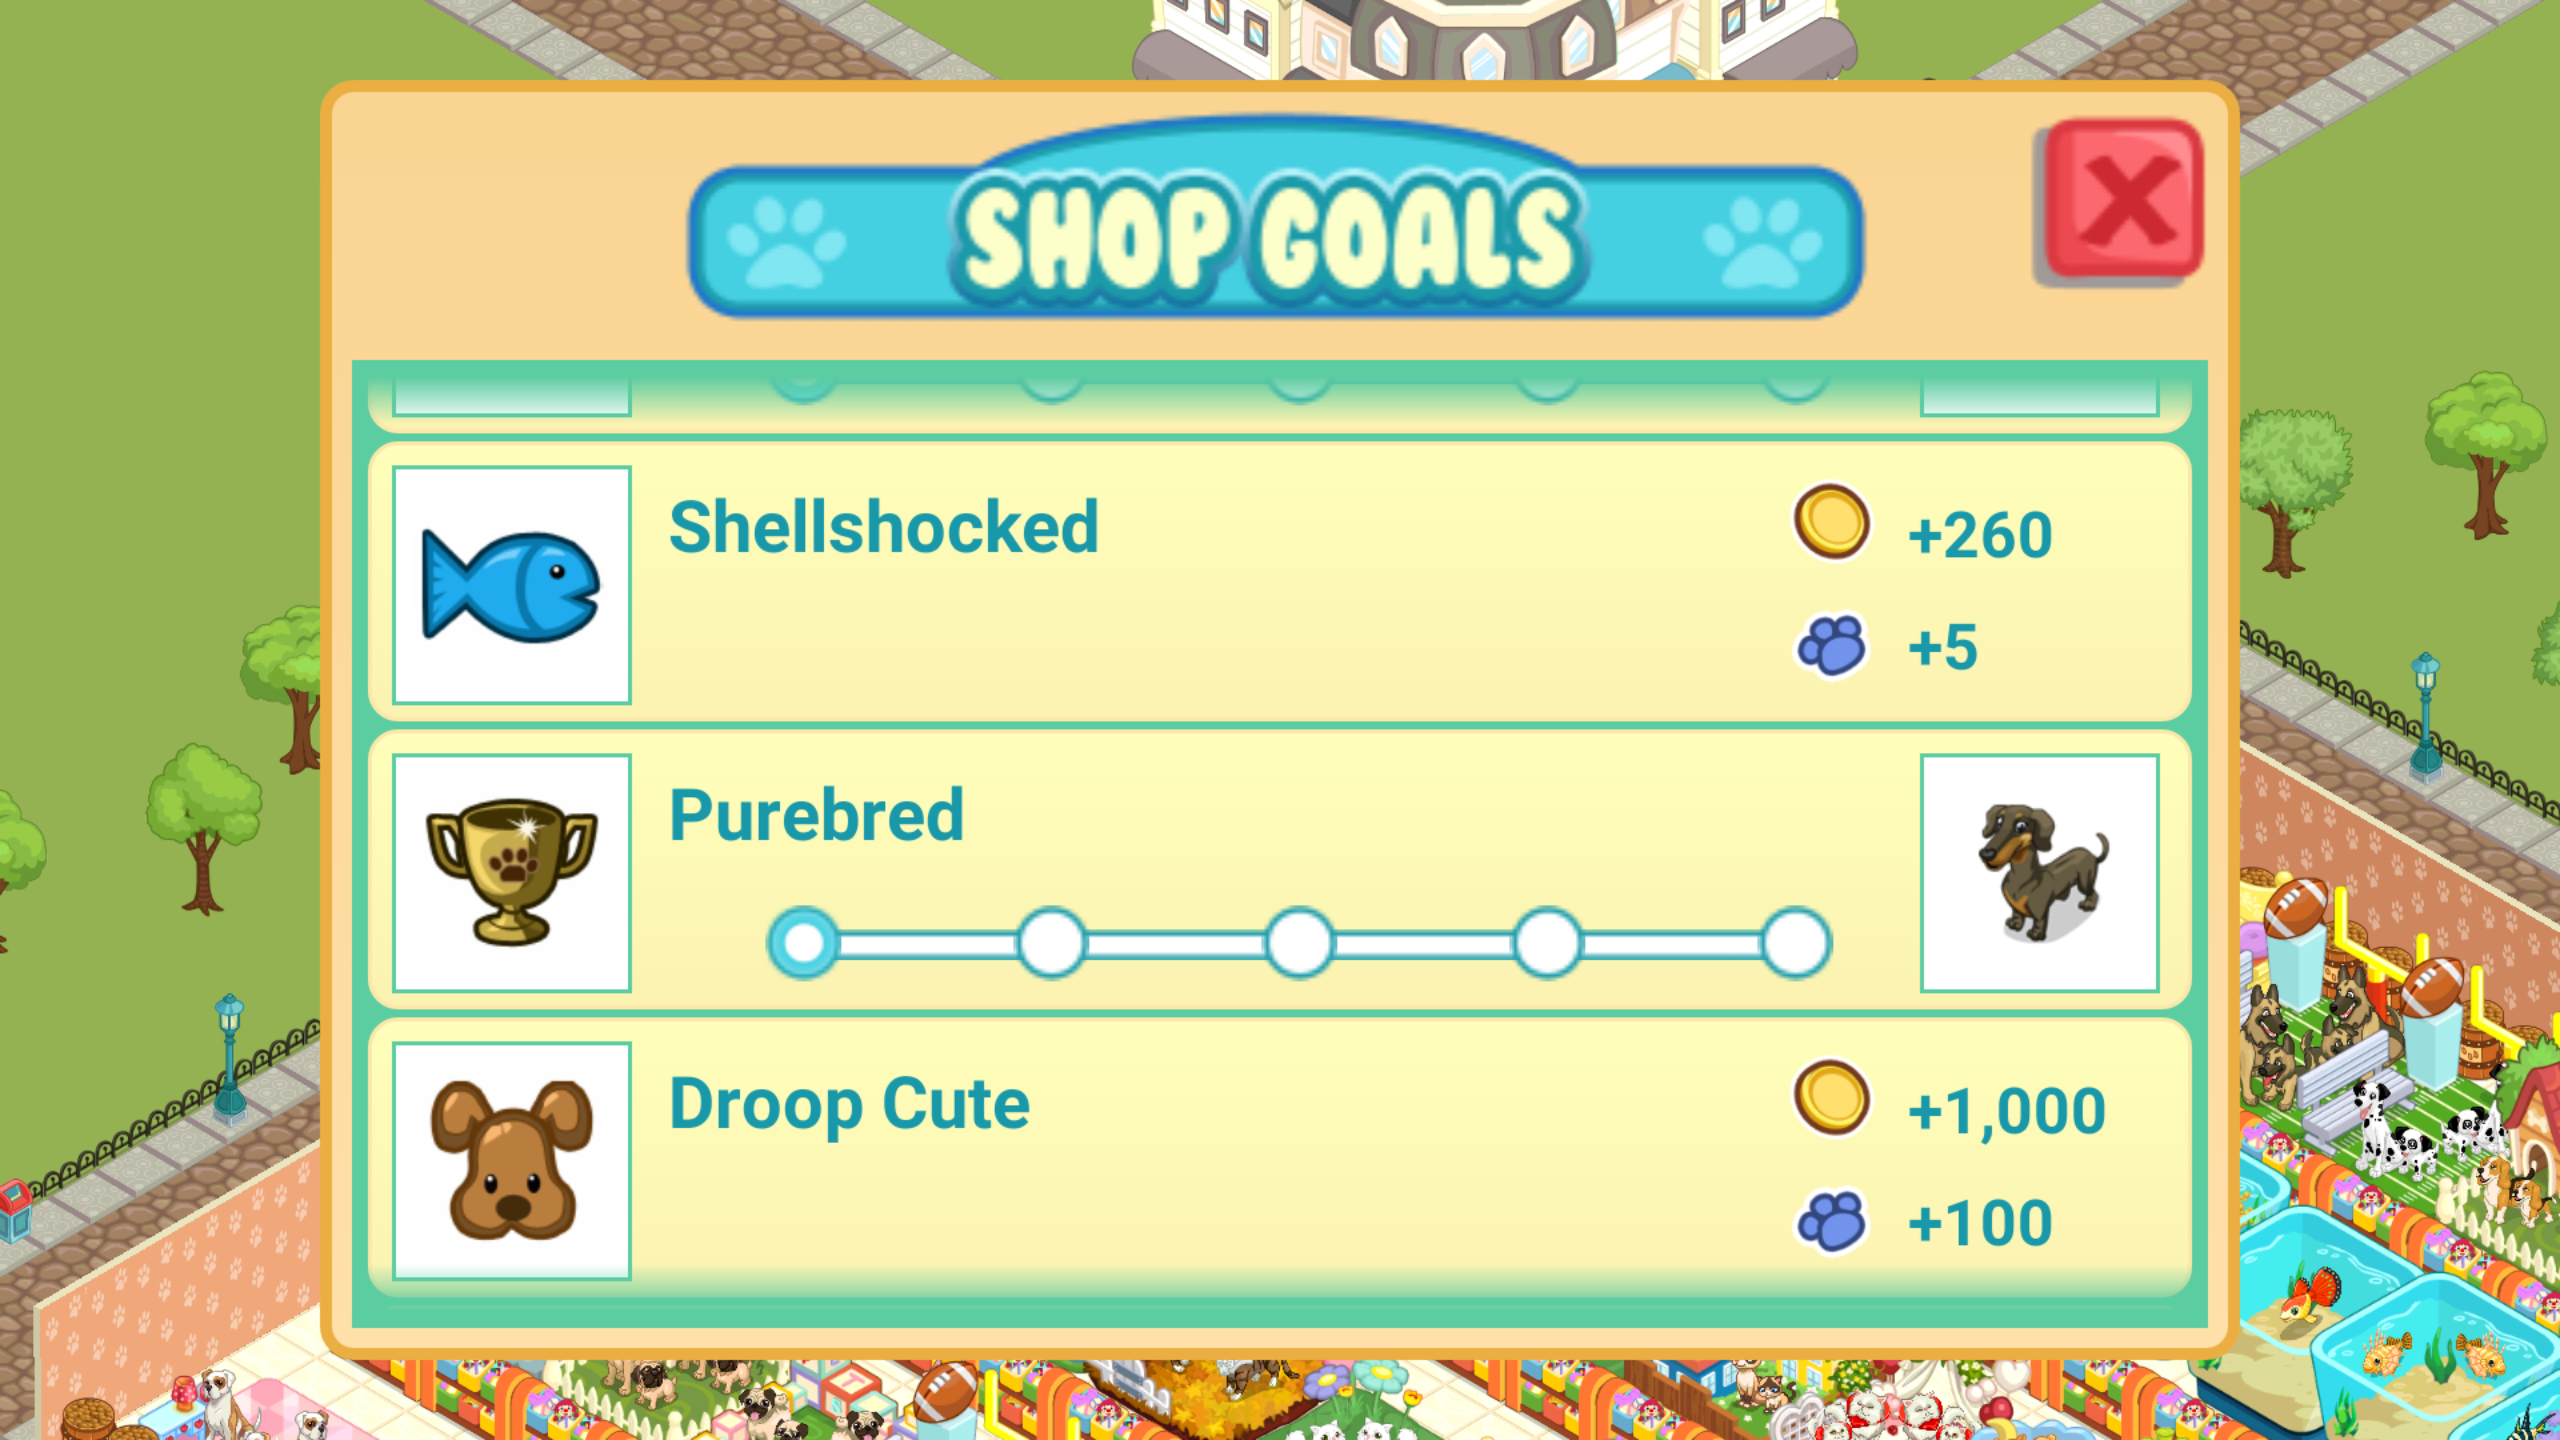 SHOP GOALS
Shellshocked
+260
+5
Purebred
Droop Cute
+1,000
+100